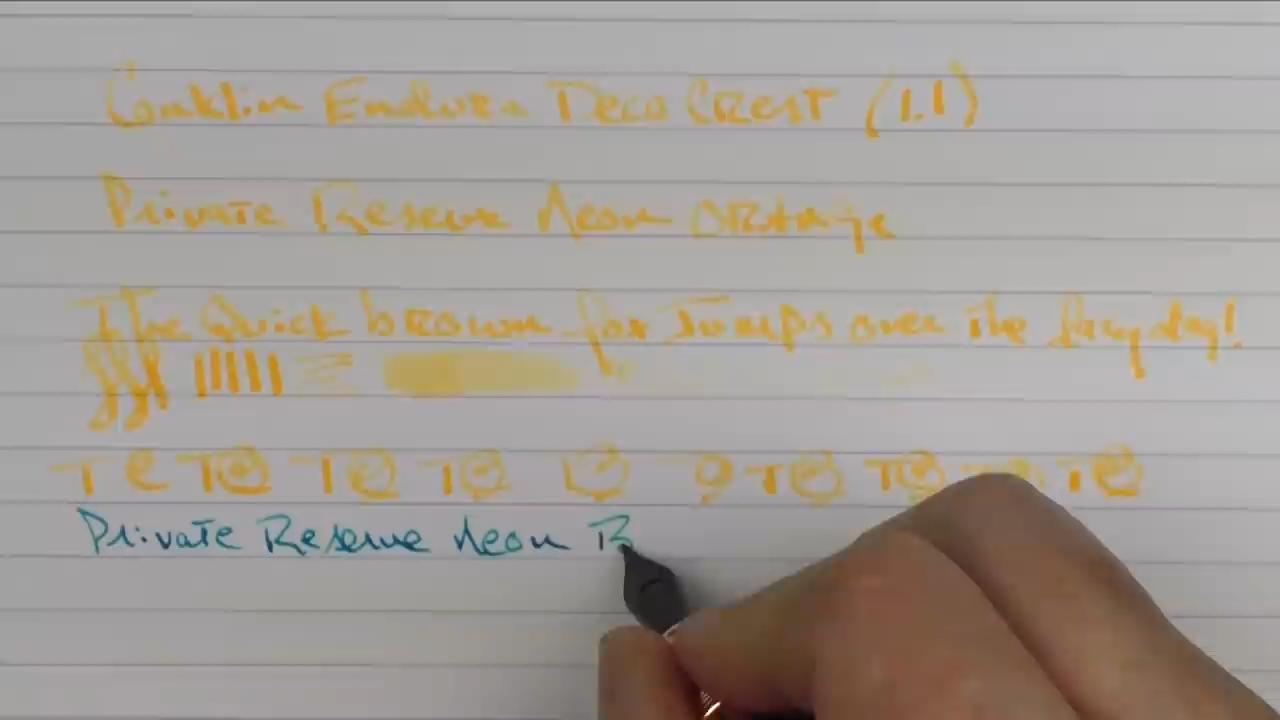 Conklin Endura Deco Crest (1.1)
Private Reserve Neon Orange
The Quick brown fox Jumps over the lazy dog!
fff ||||| 
T e T e T e T e T e T e T e T e T e
Private Reserve Neon B